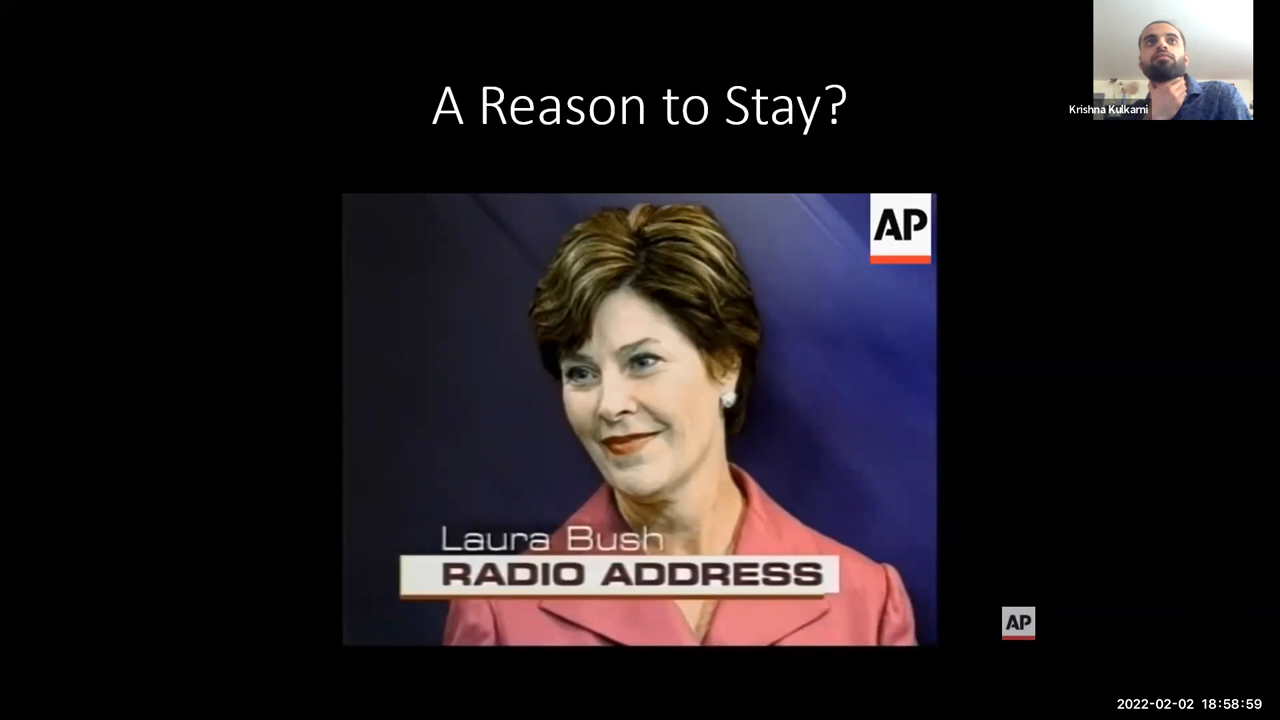 A Reason to Stay?
Krishna Kulkarni
AP
Laura Bush
RADIO ADDRESS
AP
2022-02-02 18:58:59